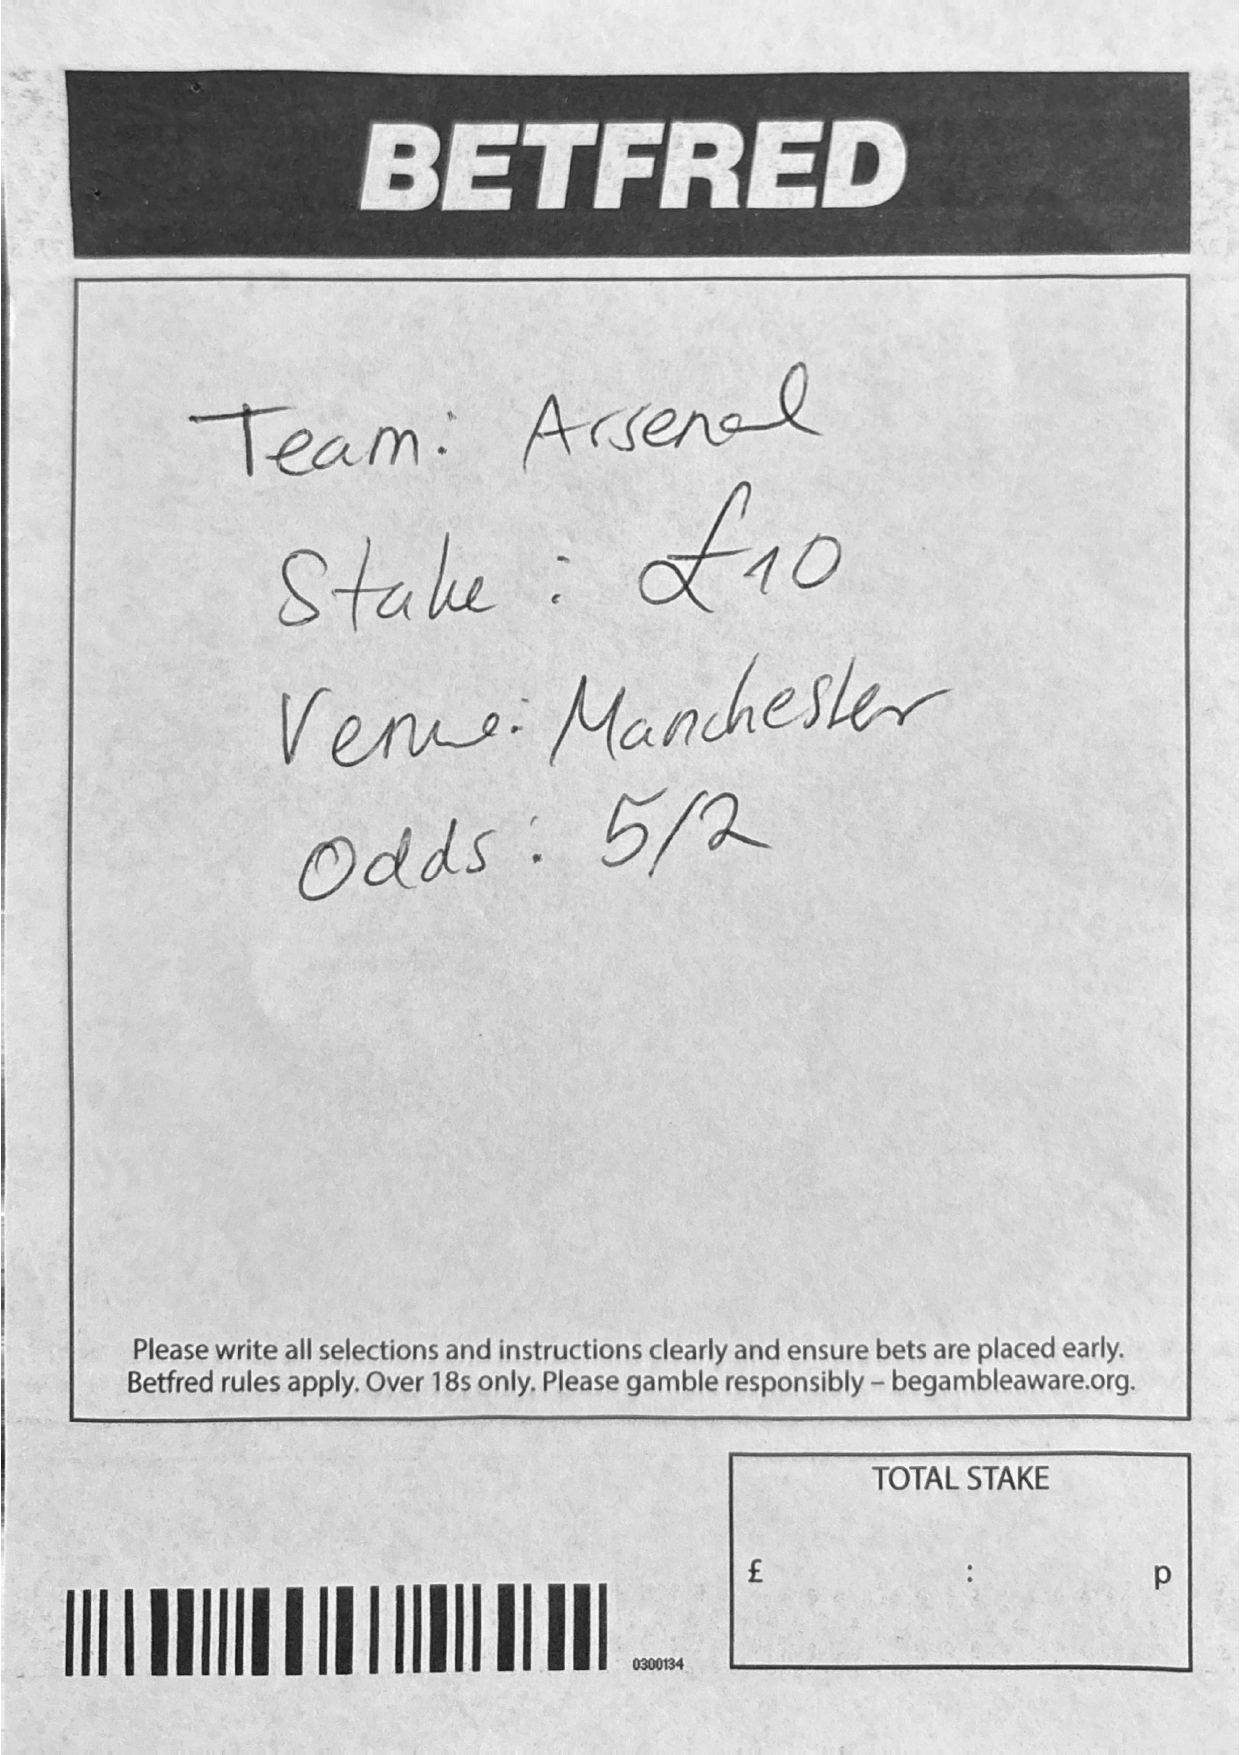 BETFRED
Team: Arsenal
Stake: £10
Venue: Manchester
Odds: 5/2
Please write all selections and instructions clearly and ensure bets are placed early.
Betfred rules apply. Over 18s only. Please gamble responsibly – begambleaware.org.
TOTAL STAKE
£ : p
0300134